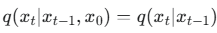 q(x_t|x_{t-1}, x_0) = q(x_t|x_{t-1})